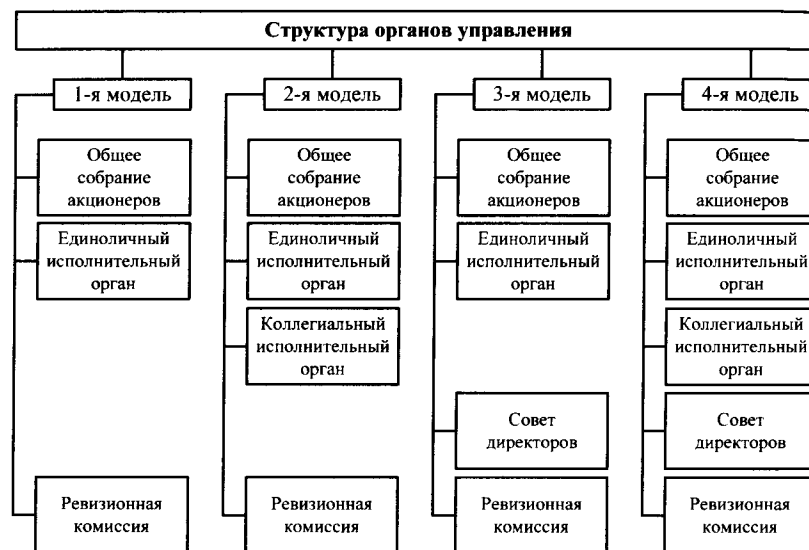 Структура органов управления
1-я модель
Общее
собрание
акционеров
Единоличный
исполнительный
орган
Ревизионная
комиссия
2-я модель
Общее
собрание
акционеров
Единоличный
исполнительный
орган
Коллегиальный
исполнительный
орган
Ревизионная
комиссия
3-я модель
Общее
собрание
акционеров
Единоличный
исполнительный
орган
Совет
директоров
Ревизионная
комиссия
4-я модель
Общее
собрание
акционеров
Единоличный
исполнительный
орган
Коллегиальный
исполнительный
орган
Совет
директоров
Ревизионная
комиссия